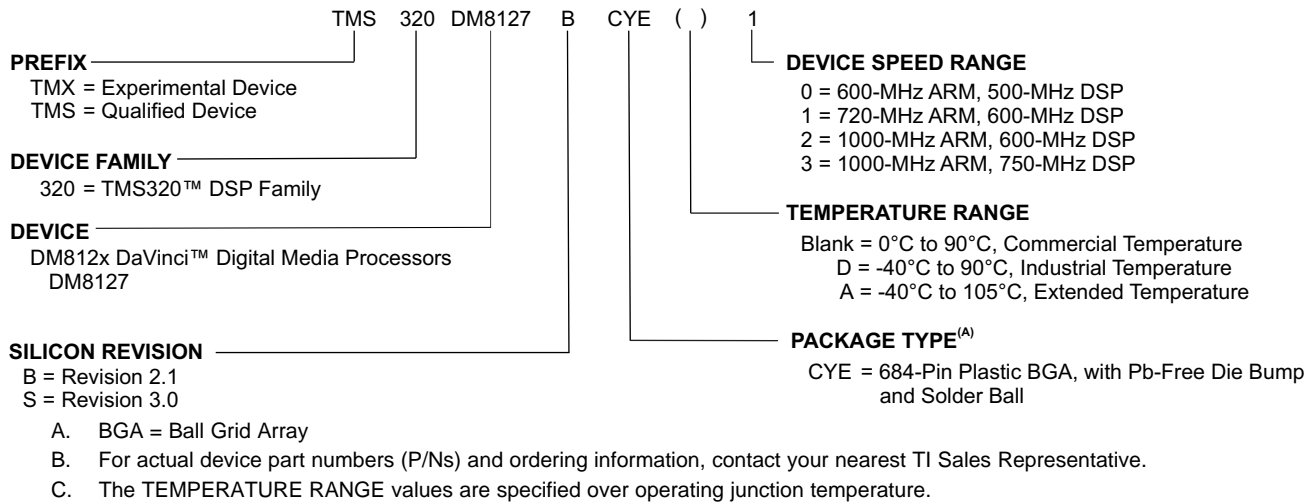 TMS 320 DM8127 B CYE ( ) 1
PREFIX
TMX = Experimental Device
TMS = Qualified Device
DEVICE FAMILY
320 = TMS320™ DSP Family
DEVICE
DM812x DaVinci™ Digital Media Processors
DM8127
SILICON REVISION
B = Revision 2.1
S = Revision 3.0
DEVICE SPEED RANGE
0 = 600-MHz ARM, 500-MHz DSP
1 = 720-MHz ARM, 600-MHz DSP
2 = 1000-MHz ARM, 600-MHz DSP
3 = 1000-MHz ARM, 750-MHz DSP
TEMPERATURE RANGE
Blank = 0°C to 90°C, Commercial Temperature
D = -40°C to 90°C, Industrial Temperature
A = -40°C to 105°C, Extended Temperature
PACKAGE TYPE(A)
CYE = 684-Pin Plastic BGA, with Pb-Free Die Bump
and Solder Ball
A. BGA = Ball Grid Array
B. For actual device part numbers (P/Ns) and ordering information, contact your nearest TI Sales Representative.
C. The TEMPERATURE RANGE values are specified over operating junction temperature.